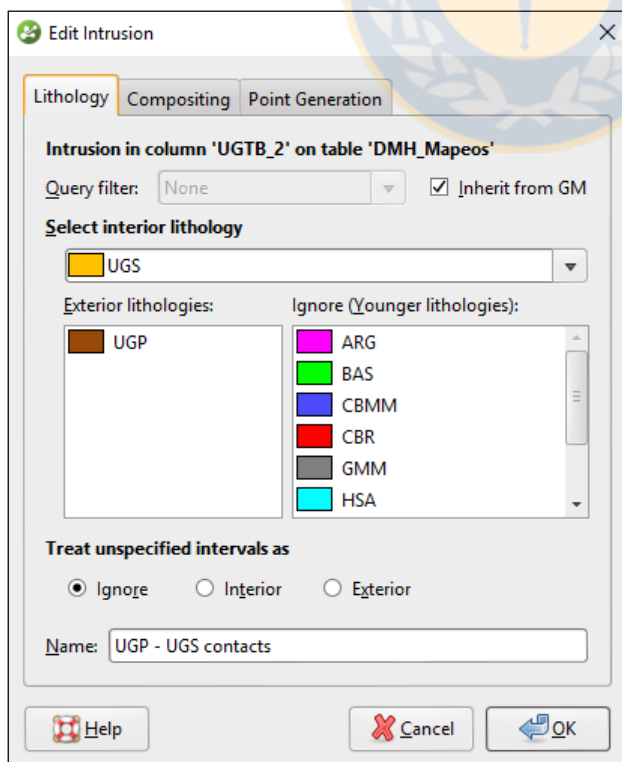 Edit Intrusion
Lithology Compositing Point Generation
Intrusion in column 'UGTB_2' on table 'DMH_Mapeos'
Query filter: None Inherit from GM
Select interior lithology
UGS
Exterior lithologies: Ignore (Younger lithologies):
UGP ARG
BAS
CBMM
CBR
GMM
HSA
Treat unspecified intervals as
Ignore Interior Exterior
Name: UGP - UGS contacts
Help Cancel OK